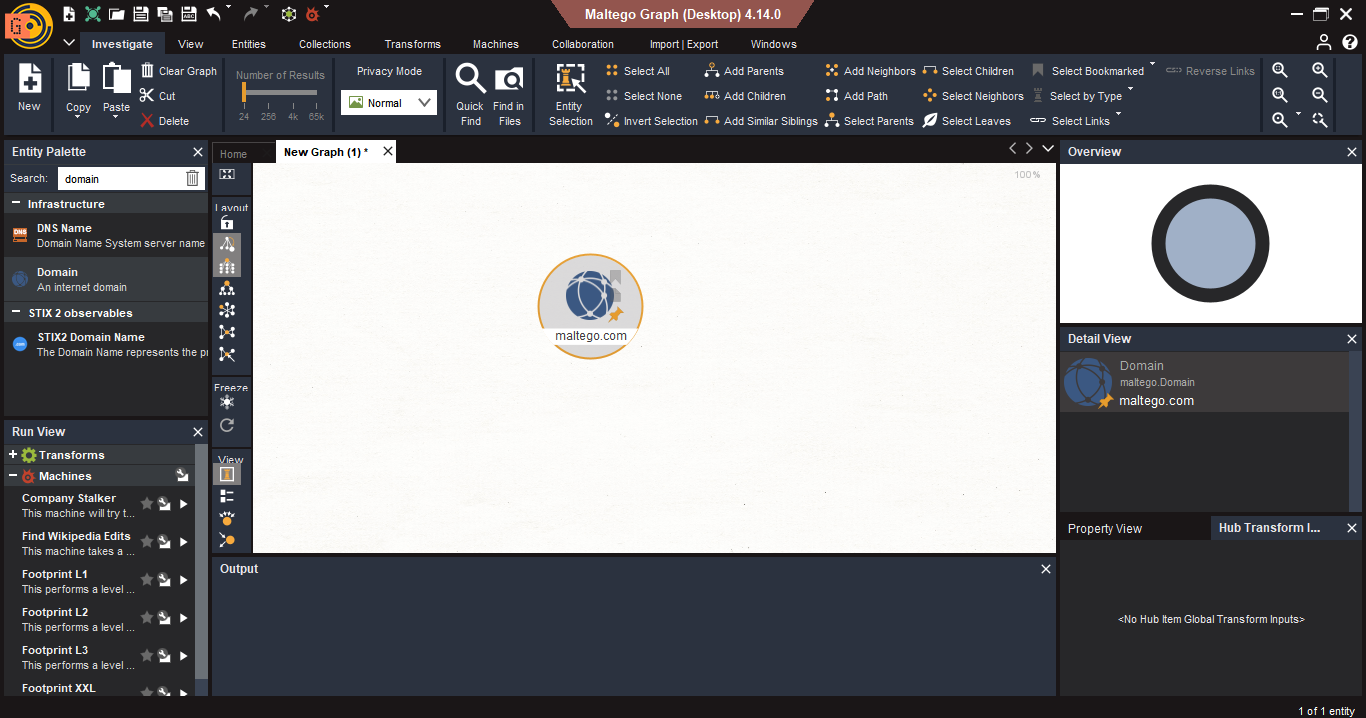 Maltego Graph (Desktop) 4.14.0
Investigate View Entities Collections Transforms Machines Collaboration Import | Export Windows
New
Copy
Paste
Clear Graph
Cut
Delete
Number of Results
24 256 4k 65k
Privacy Mode
Normal
Quick
Find
Find in
Files
Entity
Selection
Select All
Select None
Invert Selection
Add Parents
Add Children
Add Similar Siblings
Add Neighbors
Add Path
Select Parents
Select Children
Select Neighbors
Select Leaves
Select Bookmarked
Select by Type
Select Links
Reverse Links
Entity Palette
Search: domain
Infrastructure
DNS
DNS Name
Domain Name System server name
Domain
An internet domain
STIX 2 observables
STIX2 Domain Name
The Domain Name represents the pr
Run View
Transforms
Machines
Company Stalker
This machine will try t...
Find Wikipedia Edits
This machine takes a ...
Footprint L1
This performs a level ...
Footprint L2
This performs a level ...
Footprint L3
This performs a level ...
Footprint XXL
Home
New Graph (1) *
Layout
Freeze
View
100%
maltego.com
Output
Overview
Detail View
Domain
maltego.Domain
maltego.com
Property View
Hub Transform I...
<No Hub Item Global Transform Inputs>
1 of 1 entity